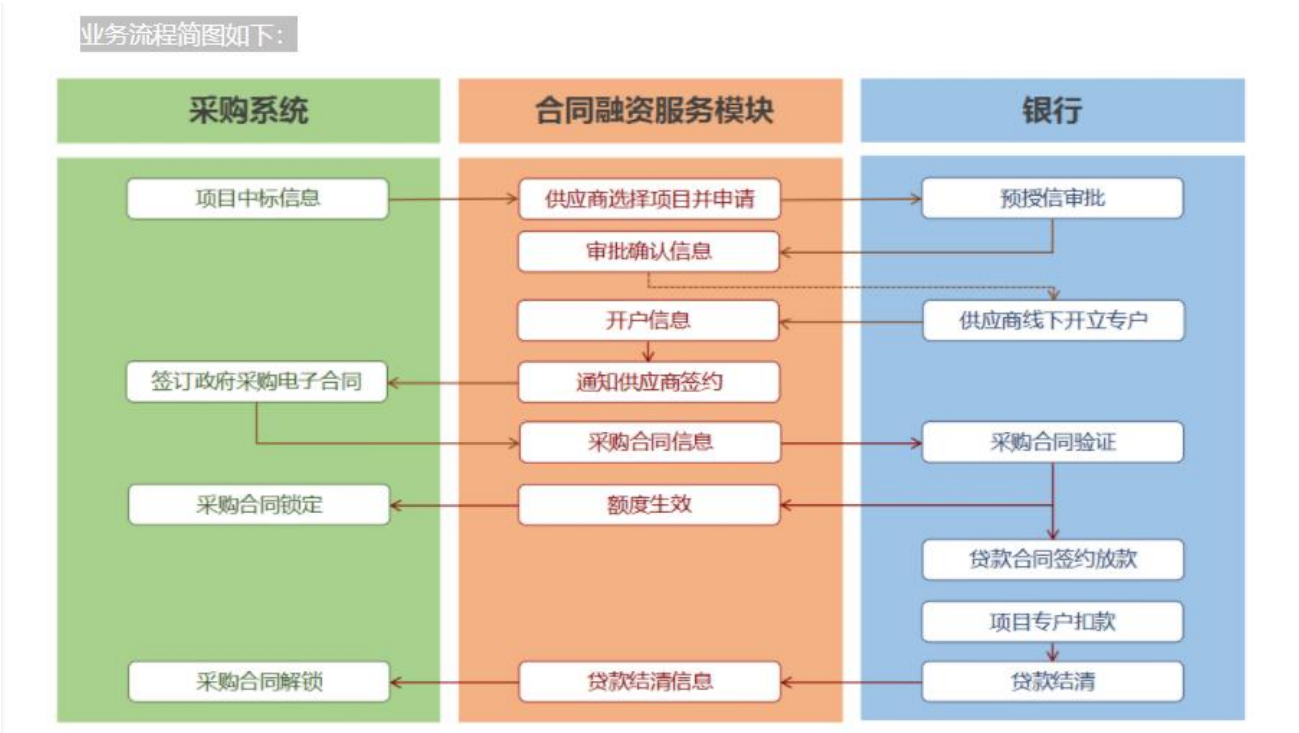 业务流程简图如下：
采购系统
合同融资服务模块
银行
项目中标信息
供应商选择项目并申请
预授信审批
审批确认信息
开户信息
供应商线下开立专户
签订政府采购电子合同
通知供应商签约
采购合同信息
采购合同验证
采购合同锁定
额度生效
贷款合同签约放款
项目专户扣款
采购合同解锁
贷款结清信息
贷款结清